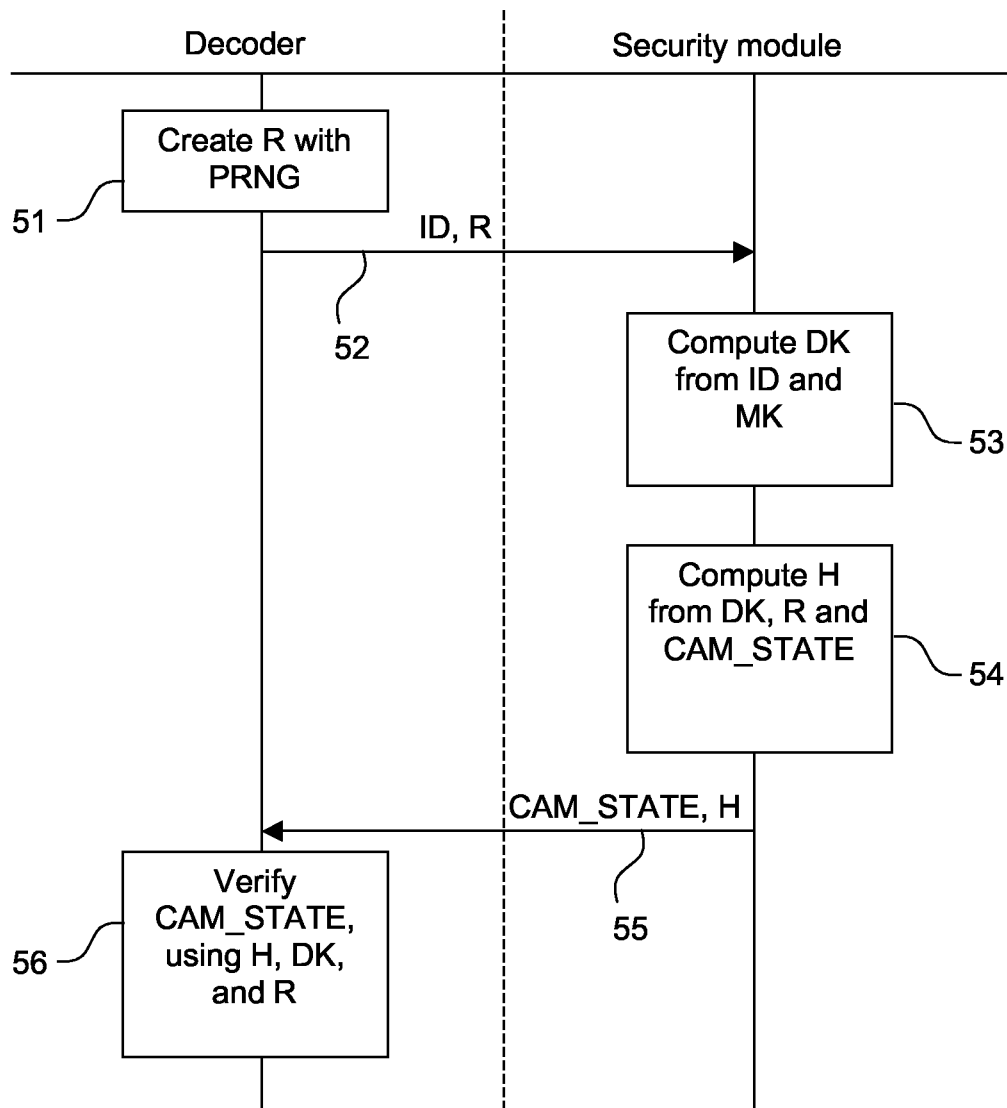 Decoder
Security module
Create R with
PRNG
51
ID, R
52
Compute DK
from ID and
MK
53
Compute H
from DK, R and
CAM_STATE
54
CAM_STATE, H
55
Verify
CAM_STATE,
using H, DK,
and R
56